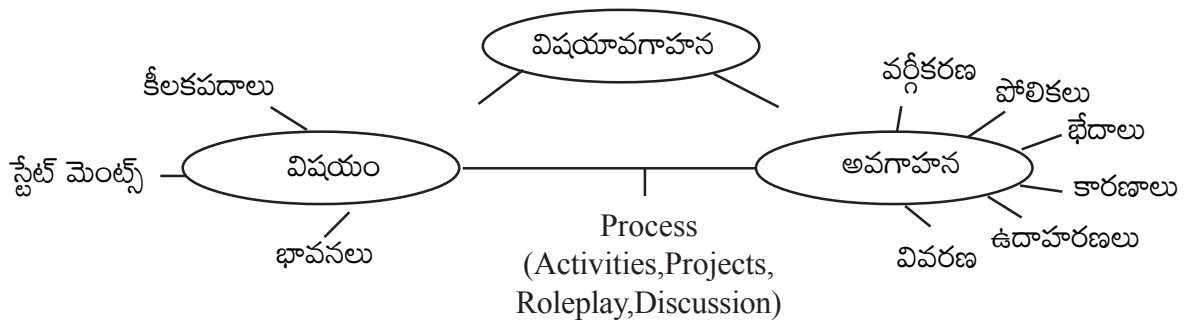 విషయావగాహన
కీలకపదాలు
స్టేట్ మెంట్స్
విషయం
భావనలు
వర్గీకరణ
పోలికలు
భేదాలు
అవగాహన
కారణాలు
ఉదాహరణలు
వివరణ
Process
(Activities,Projects,
Roleplay,Discussion)